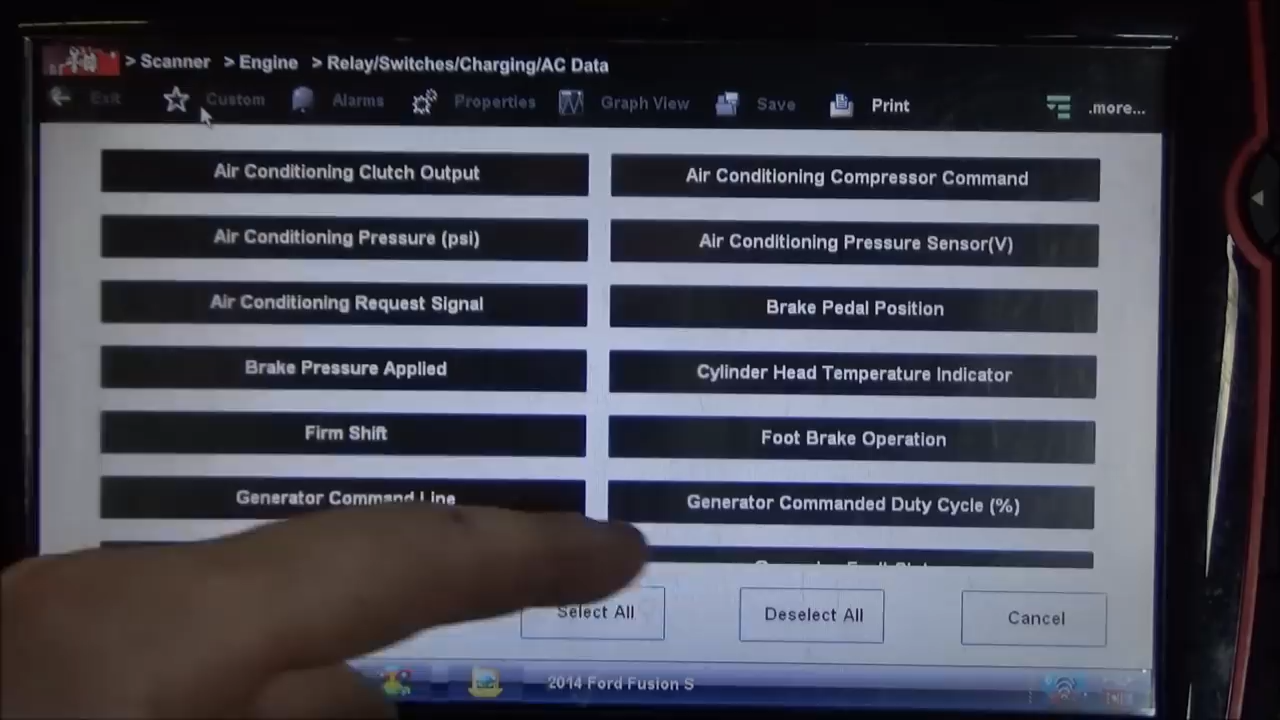 > Scanner > Engine > Relay/Switches/Charging/AC Data
Exit Custom Alarms Properties Graph View Save Print .more...
Air Conditioning Clutch Output
Air Conditioning Compressor Command
Air Conditioning Pressure (psi)
Air Conditioning Pressure Sensor(V)
Air Conditioning Request Signal
Brake Pedal Position
Brake Pressure Applied
Cylinder Head Temperature Indicator
Firm Shift
Foot Brake Operation
Generator Command Line
Generator Commanded Duty Cycle (%)
Select All Deselect All Cancel
2014 Ford Fusion S